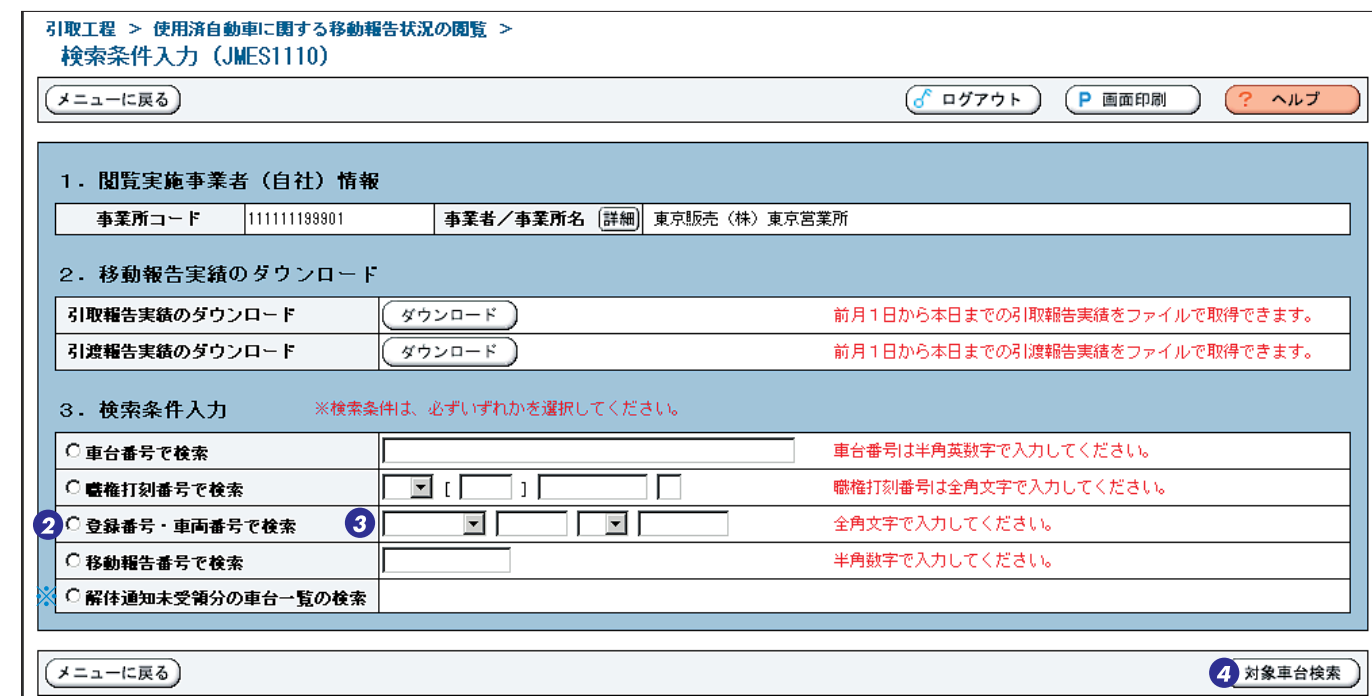 引取工程 > 使用済自動車に関する移動報告状況の閲覧 >
検索条件入力（JMES1110）
メニューに戻る ログアウト P 画面印刷 ? ヘルプ
1．閲覧実施事業者（自社）情報
事業所コード 111111199901 事業者／事業所名 詳細 東京販売（株）東京営業所
2．移動報告実績のダウンロード
引取報告実績のダウンロード ダウンロード 前月1日から本日までの引取報告実績をファイルで取得できます。
引渡報告実績のダウンロード ダウンロード 前月1日から本日までの引渡報告実績をファイルで取得できます。
3．検索条件入力 ※検索条件は、必ずいずれかを選択してください。
車台番号で検索 車台番号は半角英数字で入力してください。
職権打刻番号で検索 [ ] 職権打刻番号は全角文字で入力してください。
2 登録番号・車両番号で検索 3 全角文字で入力してください。
移動報告番号で検索 半角数字で入力してください。
※ 解体通知未受領分の車台一覧の検索
メニューに戻る 4 対象車台検索